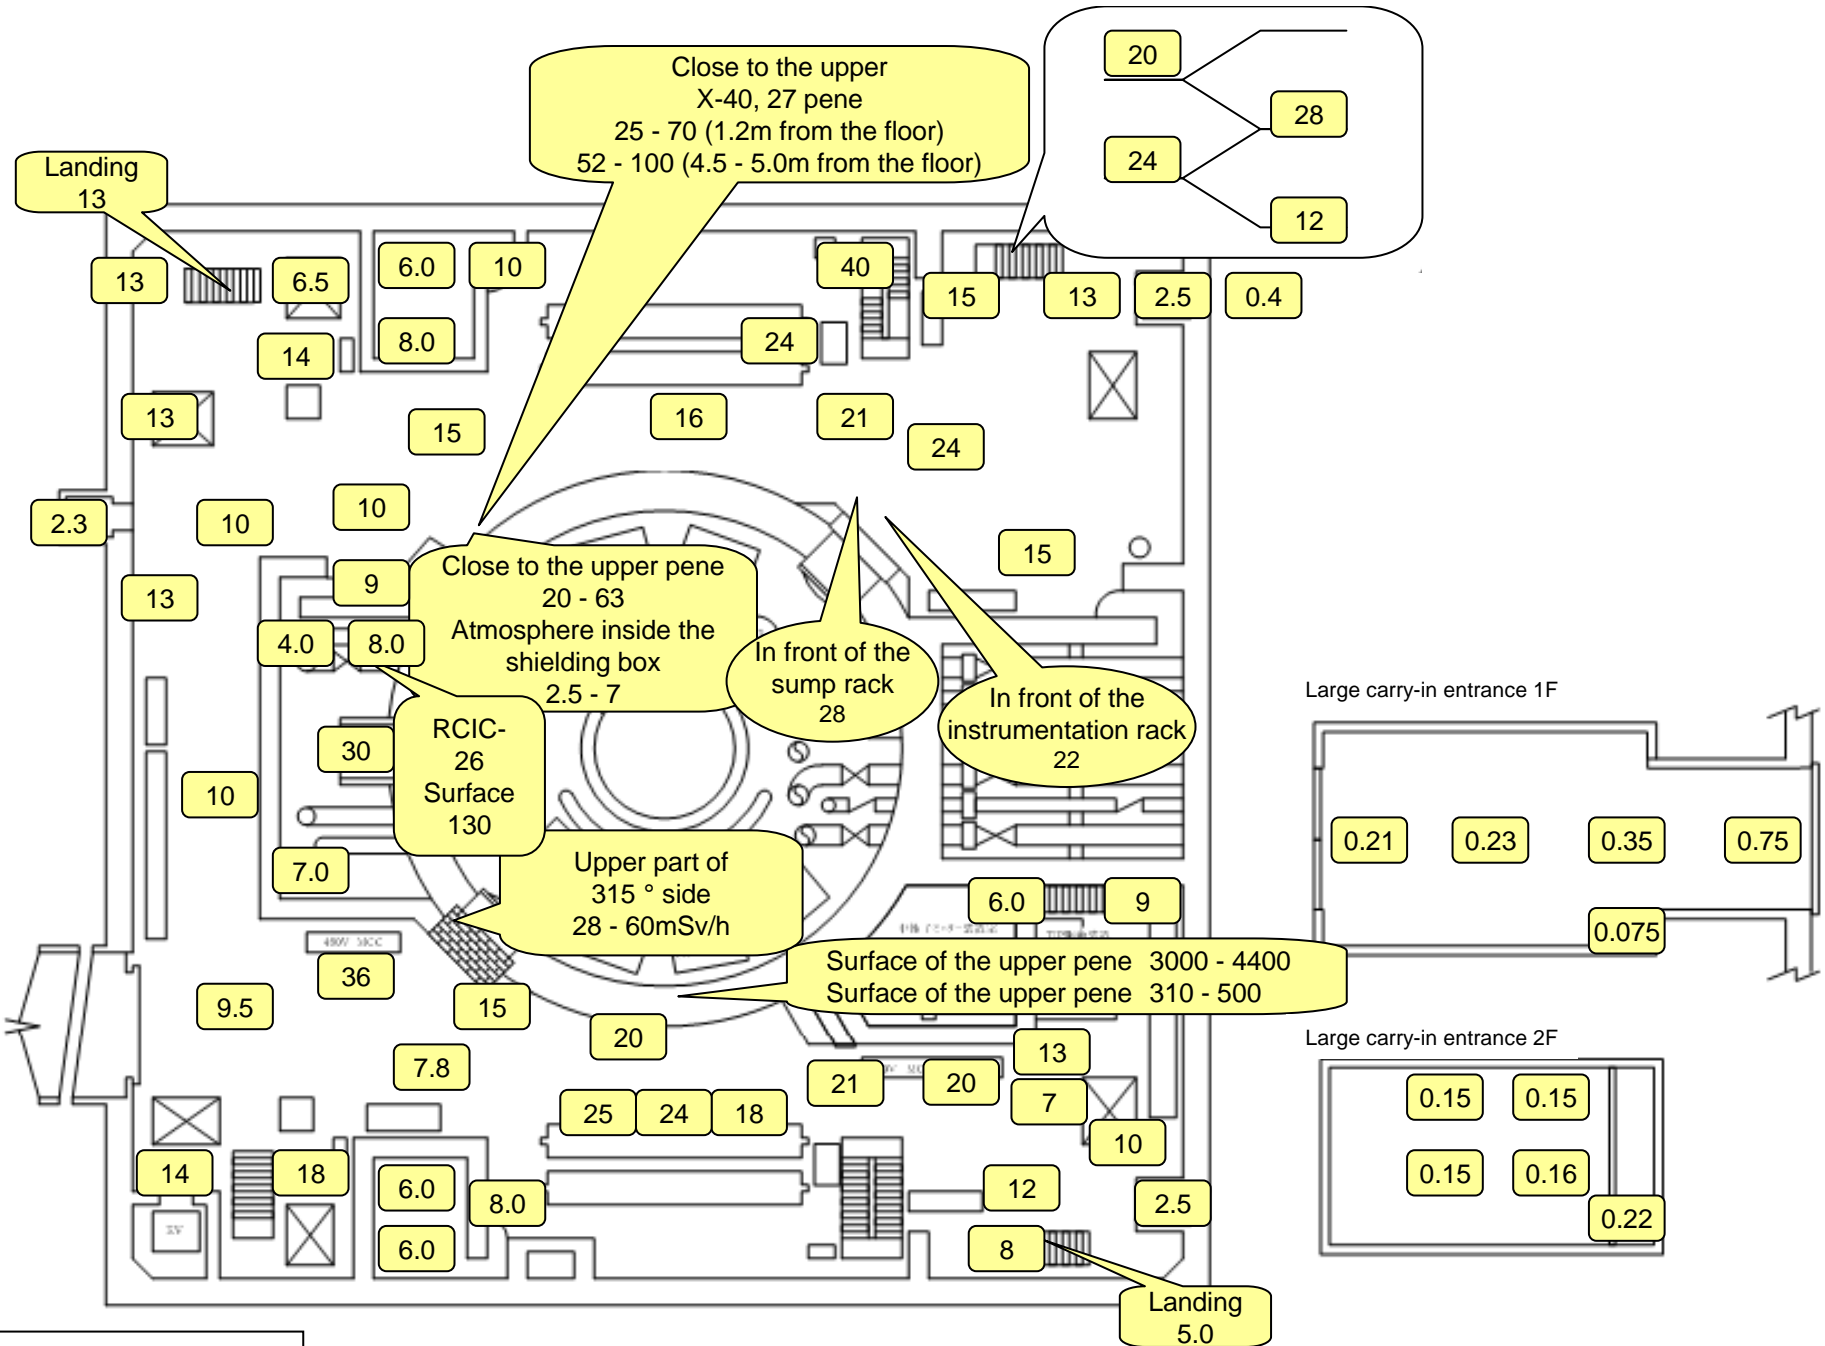 Close to the upper
X-40, 27 pene
25 - 70 (1.2m from the floor)
52 - 100 (4.5 - 5.0m from the floor)
20
28
24
12
Landing
13
13
6.5
6.0
10
40
15
13
2.5
0.4
8.0
24
14
13
15
16
21
24
2.3
10
10
15
13
9
Close to the upper pene
20 - 63
Atmosphere inside the
shielding box
2.5 - 7
4.0
8.0
In front of the
sump rack
28
In front of the
instrumentation rack
22
RCIC-
26
Surface
130
30
10
7.0
Upper part of
315 ° side
28 - 60mSv/h
6.0
9
480V MCC
36
Surface of the upper pene 3000 - 4400
Surface of the upper pene 310 - 500
9.5
15
20
7.8
13
21
20
7
25
24
18
10
14
18
6.0
8.0
12
2.5
6.0
8
Landing
5.0
Large carry-in entrance 1F
0.21
0.23
0.35
0.75
0.075
Large carry-in entrance 2F
0.15
0.15
0.15
0.16
0.22